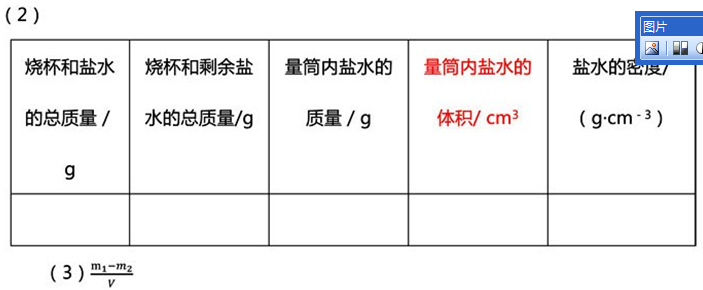 （2）
图片
烧杯和盐水的总质量 / g
烧杯和剩余盐水的总质量/g
量筒内盐水的质量 / g
量筒内盐水的体积/ cm³
盐水的密度/（g·cm⁻³）
（3）(m₁−m₂)/V